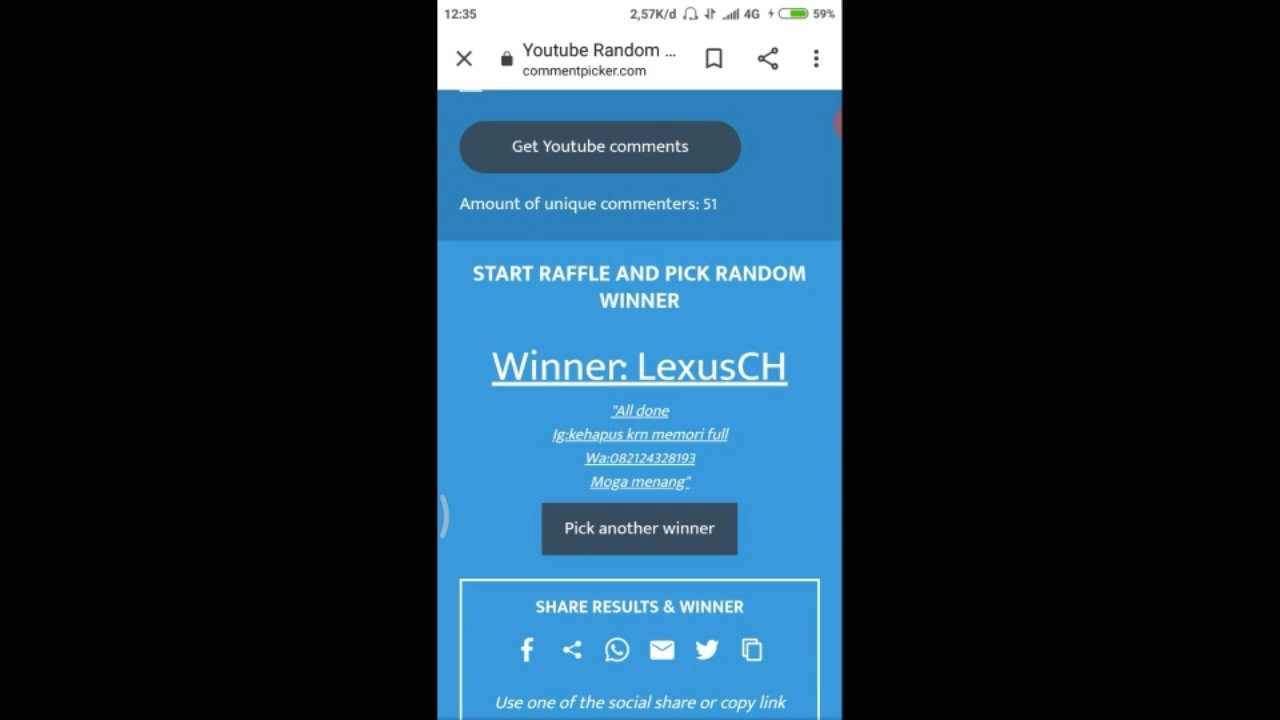 12:35 2,57K/d 4G 59%
Youtube Random ...
commentpicker.com
Get Youtube comments
Amount of unique commenters: 51
START RAFFLE AND PICK RANDOM
WINNER
Winner: LexusCH
"All done
Ig:kehapus krn memori full
Wa:082124328193
Moga menang"
Pick another winner
SHARE RESULTS & WINNER
Use one of the social share or copy link